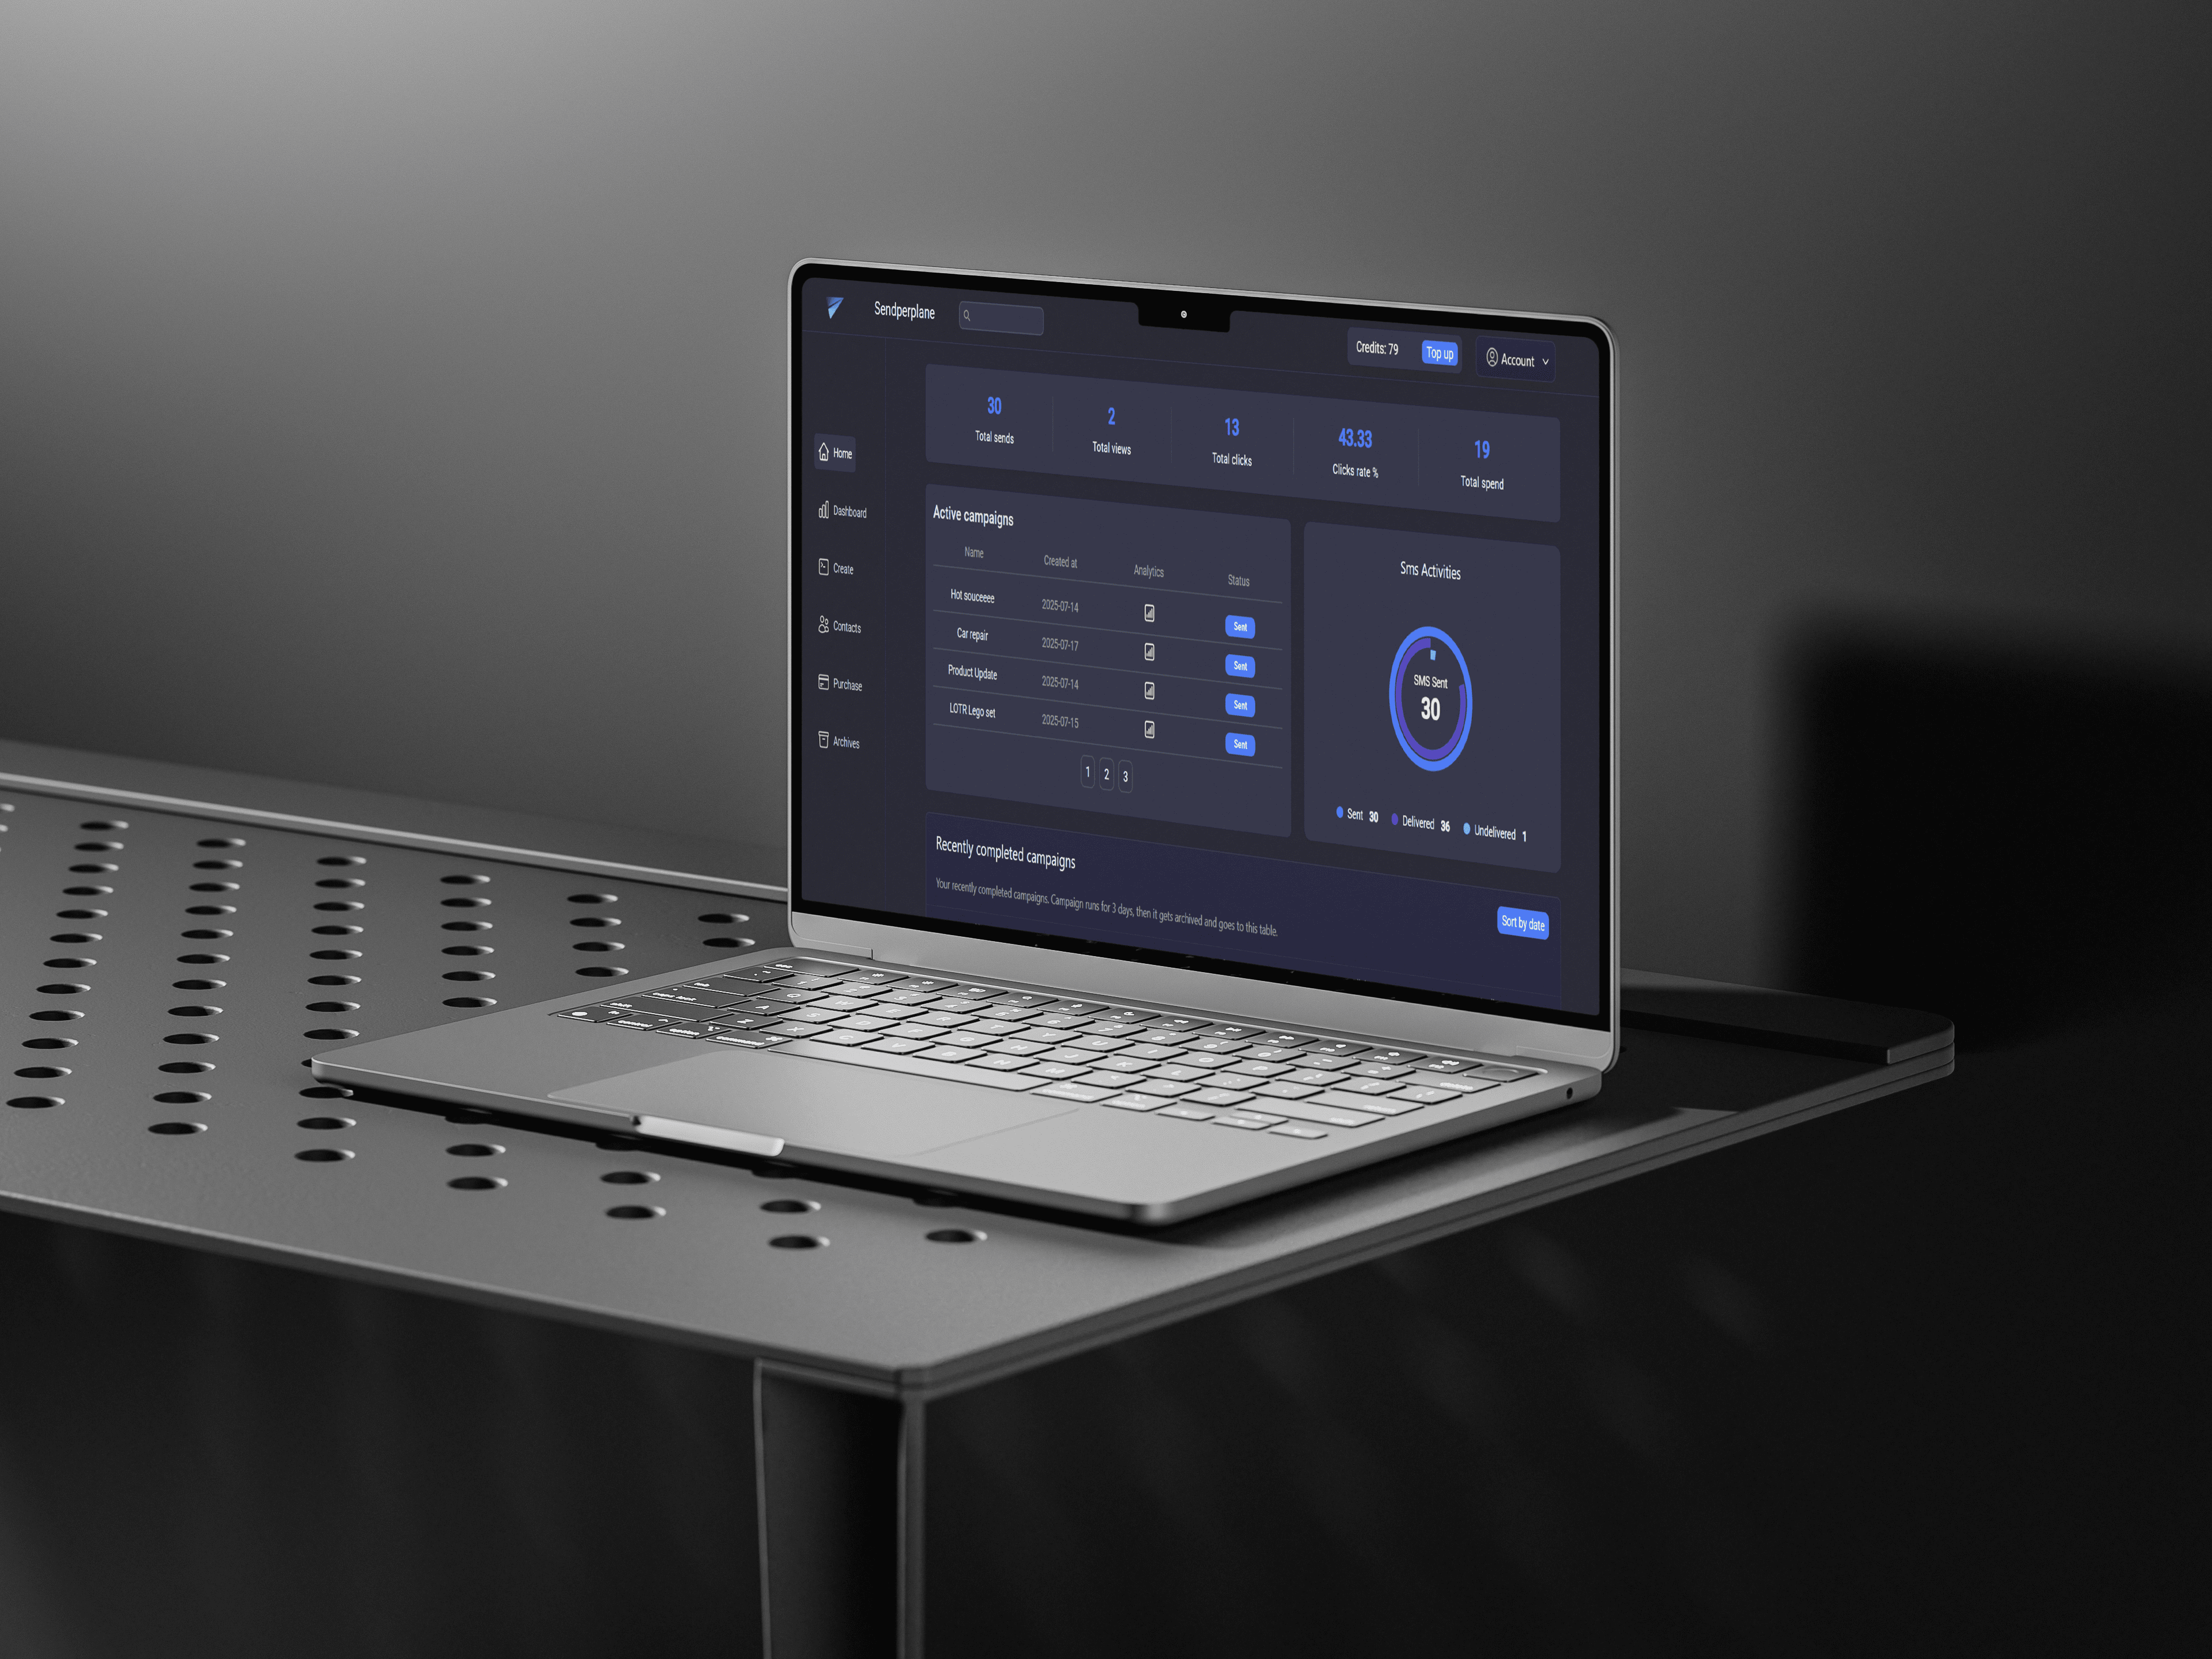 Sendperplane
Credits: 79
Top up
Account
30
Total sends
2
Total views
13
Total clicks
43.33
Clicks rate %
19
Total spend
Home
Dashboard
Create
Contacts
Purchase
Archives
Active campaigns
Name Created at Analytics Status
Hot souceeee 2025-07-14 Sent
Car repair 2025-07-17 Sent
Product Update 2025-07-14 Sent
LOTR Lego set 2025-07-15 Sent
1 2 3
Sms Activities
SMS Sent
30
Sent 30 Delivered 36 Undelivered 1
Recently completed campaigns
Your recently completed campaigns. Campaign runs for 3 days, then it gets archived and goes to this table.
Sort by date